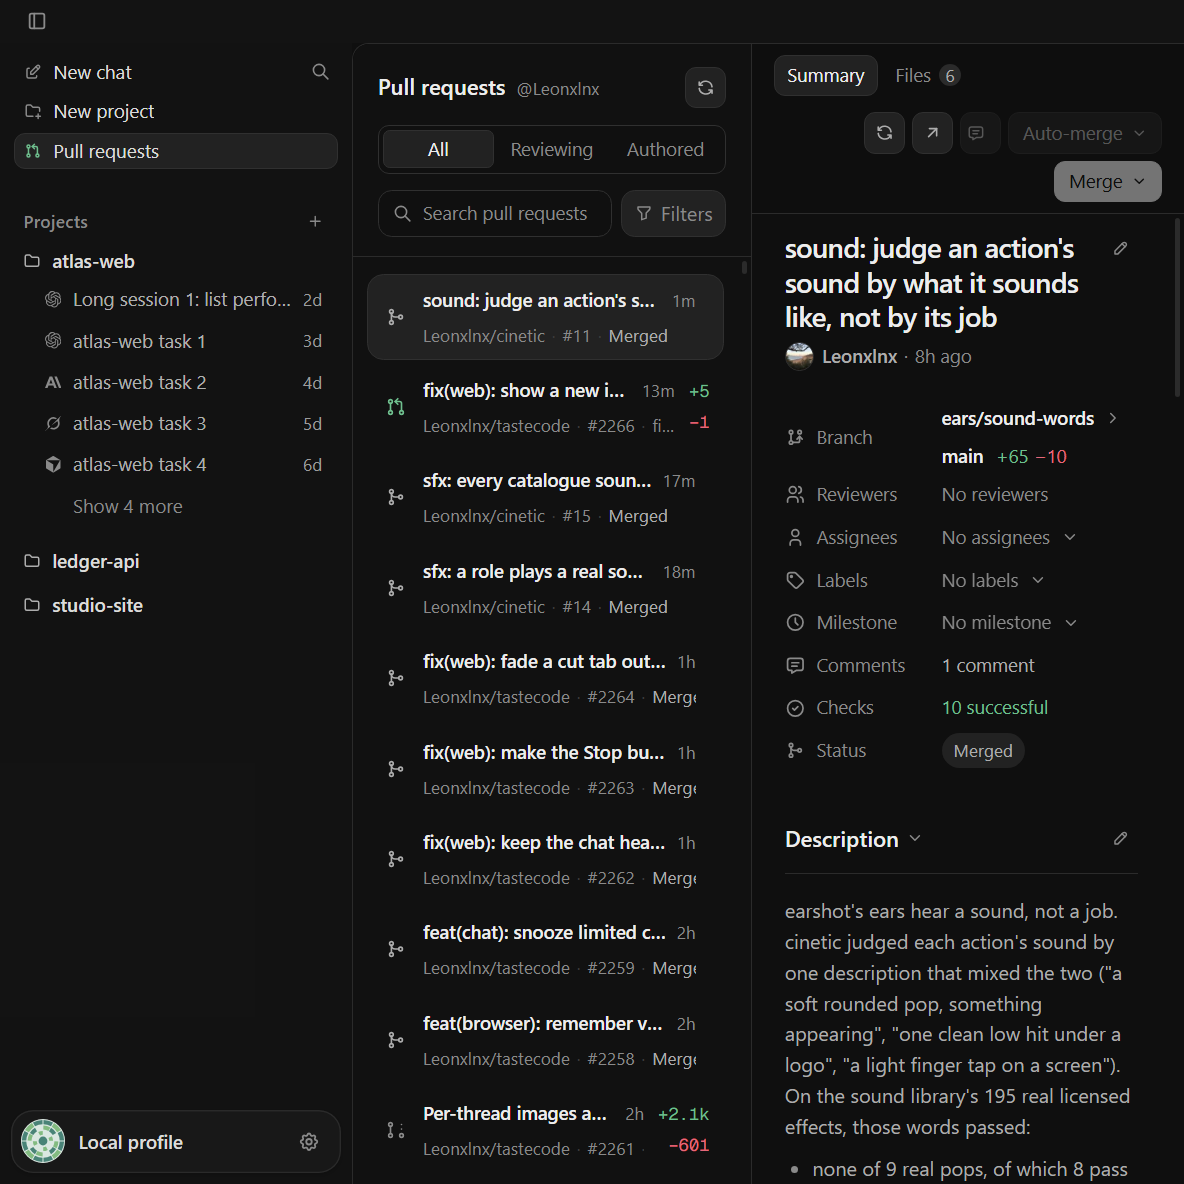 New chat
New project
Pull requests
Projects
atlas-web
Long session 1: list perfo... 2d
atlas-web task 1 3d
atlas-web task 2 4d
atlas-web task 3 5d
atlas-web task 4 6d
Show 4 more
ledger-api
studio-site
Local profile
Pull requests @Leonxlnx
All Reviewing Authored
Search pull requests Filters
sound: judge an action's s... 1m
Leonxlnx/cinetic · #11 · Merged
fix(web): show a new i... 13m +5
Leonxlnx/tastecode · #2266 · fi... −1
sfx: every catalogue soun... 17m
Leonxlnx/cinetic · #15 · Merged
sfx: a role plays a real so... 18m
Leonxlnx/cinetic · #14 · Merged
fix(web): fade a cut tab out... 1h
Leonxlnx/tastecode · #2264 · Merge
fix(web): make the Stop bu... 1h
Leonxlnx/tastecode · #2263 · Merge
fix(web): keep the chat hea... 1h
Leonxlnx/tastecode · #2262 · Merge
feat(chat): snooze limited c... 2h
Leonxlnx/tastecode · #2259 · Merge
feat(browser): remember v... 2h
Leonxlnx/tastecode · #2258 · Merge
Per-thread images a... 2h +2.1k
Leonxlnx/tastecode · #2261 · −601
Summary Files 6
Auto-merge
Merge
sound: judge an action's
sound by what it sounds
like, not by its job
Leonxlnx · 8h ago
Branch ears/sound-words
main +65 −10
Reviewers No reviewers
Assignees No assignees
Labels No labels
Milestone No milestone
Comments 1 comment
Checks 10 successful
Status Merged
Description
earshot's ears hear a sound, not a job.
cinetic judged each action's sound by
one description that mixed the two ("a
soft rounded pop, something
appearing", "one clean low hit under a
logo", "a light finger tap on a screen").
On the sound library's 195 real licensed
effects, those words passed:
• none of 9 real pops, of which 8 pass